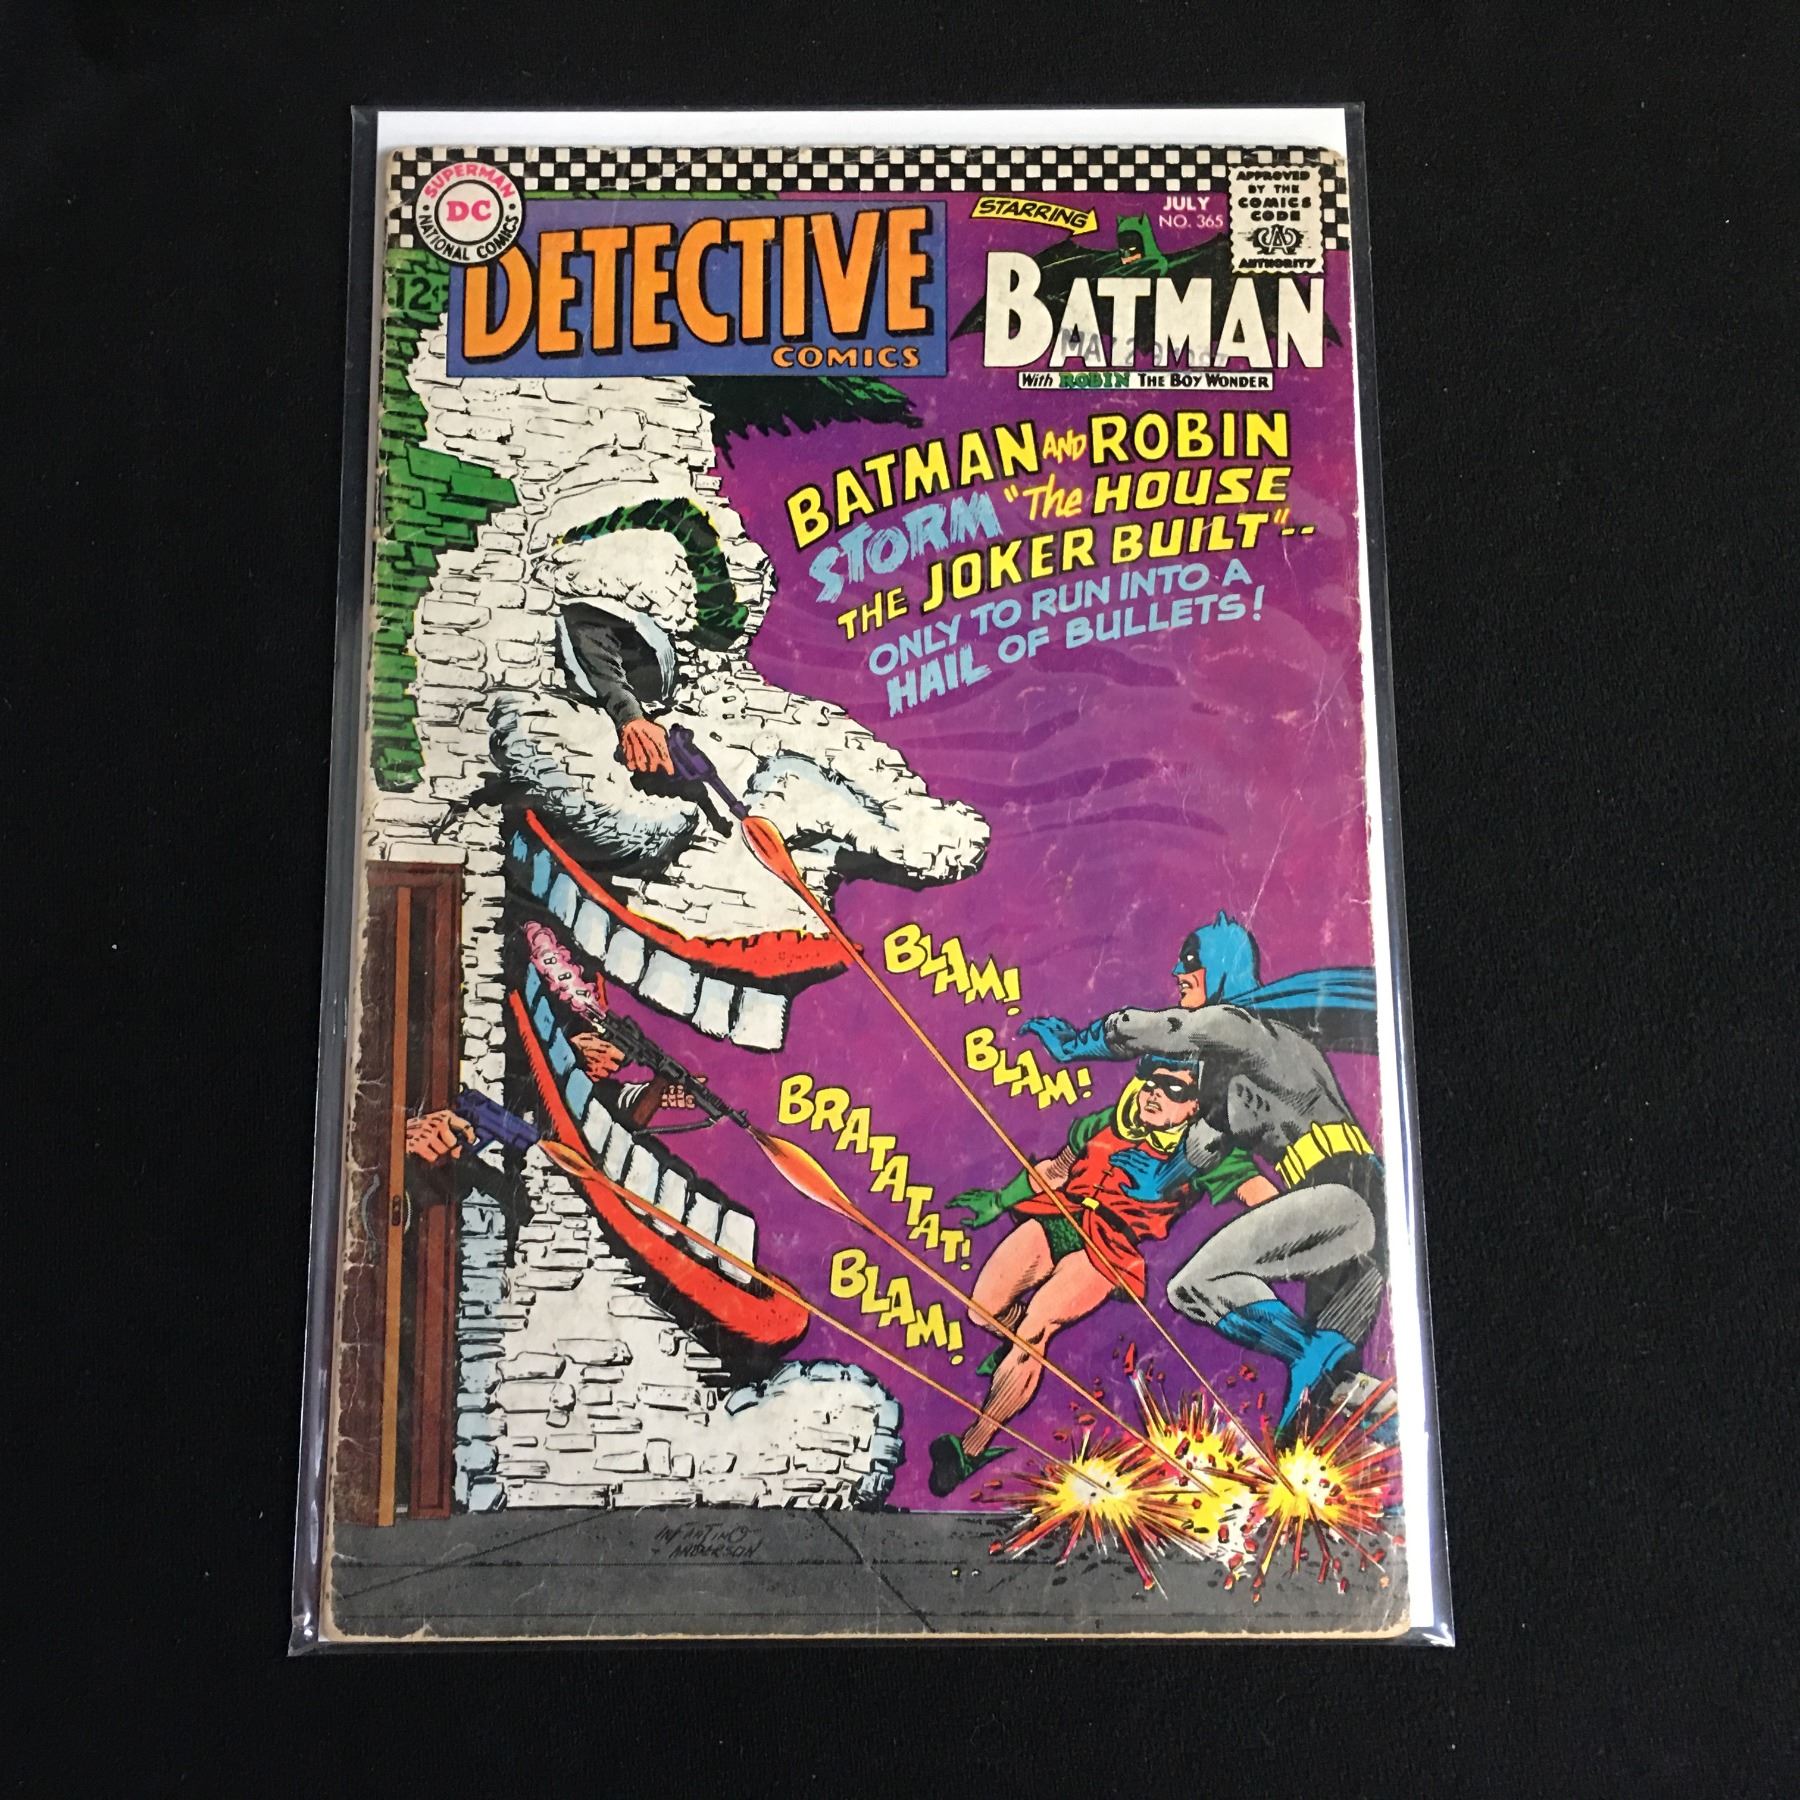 SUPERMAN
DC
NATIONAL COMICS
12¢
DETECTIVE
COMICS
STARRING
JULY
NO. 365
APPROVED
BY THE
COMICS
CODE
AUTHORITY
BATMAN
With ROBIN THE BOY WONDER
BATMAN AND ROBIN
STORM "The HOUSE
THE JOKER BUILT"--
ONLY TO RUN INTO A
HAIL OF BULLETS!
BLAM!
BLAM!
BRATATATAT!
BLAM!
INFANTINO
+ ANDERSON